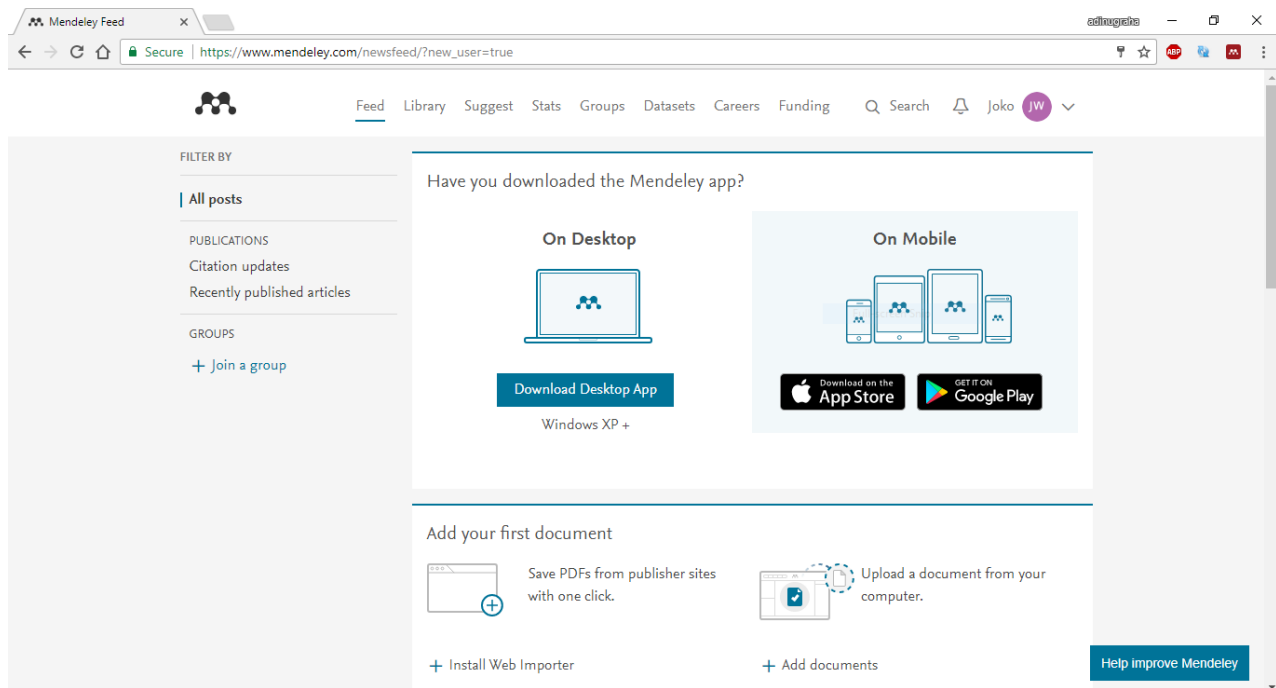 Mendeley Feed
adinugraha
Secure https://www.mendeley.com/newsfeed/?new_user=true
ABP
Feed Library Suggest Stats Groups Datasets Careers Funding Search Joko JW
FILTER BY
All posts
PUBLICATIONS
Citation updates
Recently published articles
GROUPS
+ Join a group
Have you downloaded the Mendeley app?
On Desktop
Download Desktop App
Windows XP +
On Mobile
Download on the
App Store
GET IT ON
Google Play
Add your first document
Save PDFs from publisher sites
with one click.
+ Install Web Importer
Upload a document from your
computer.
+ Add documents
Help improve Mendeley